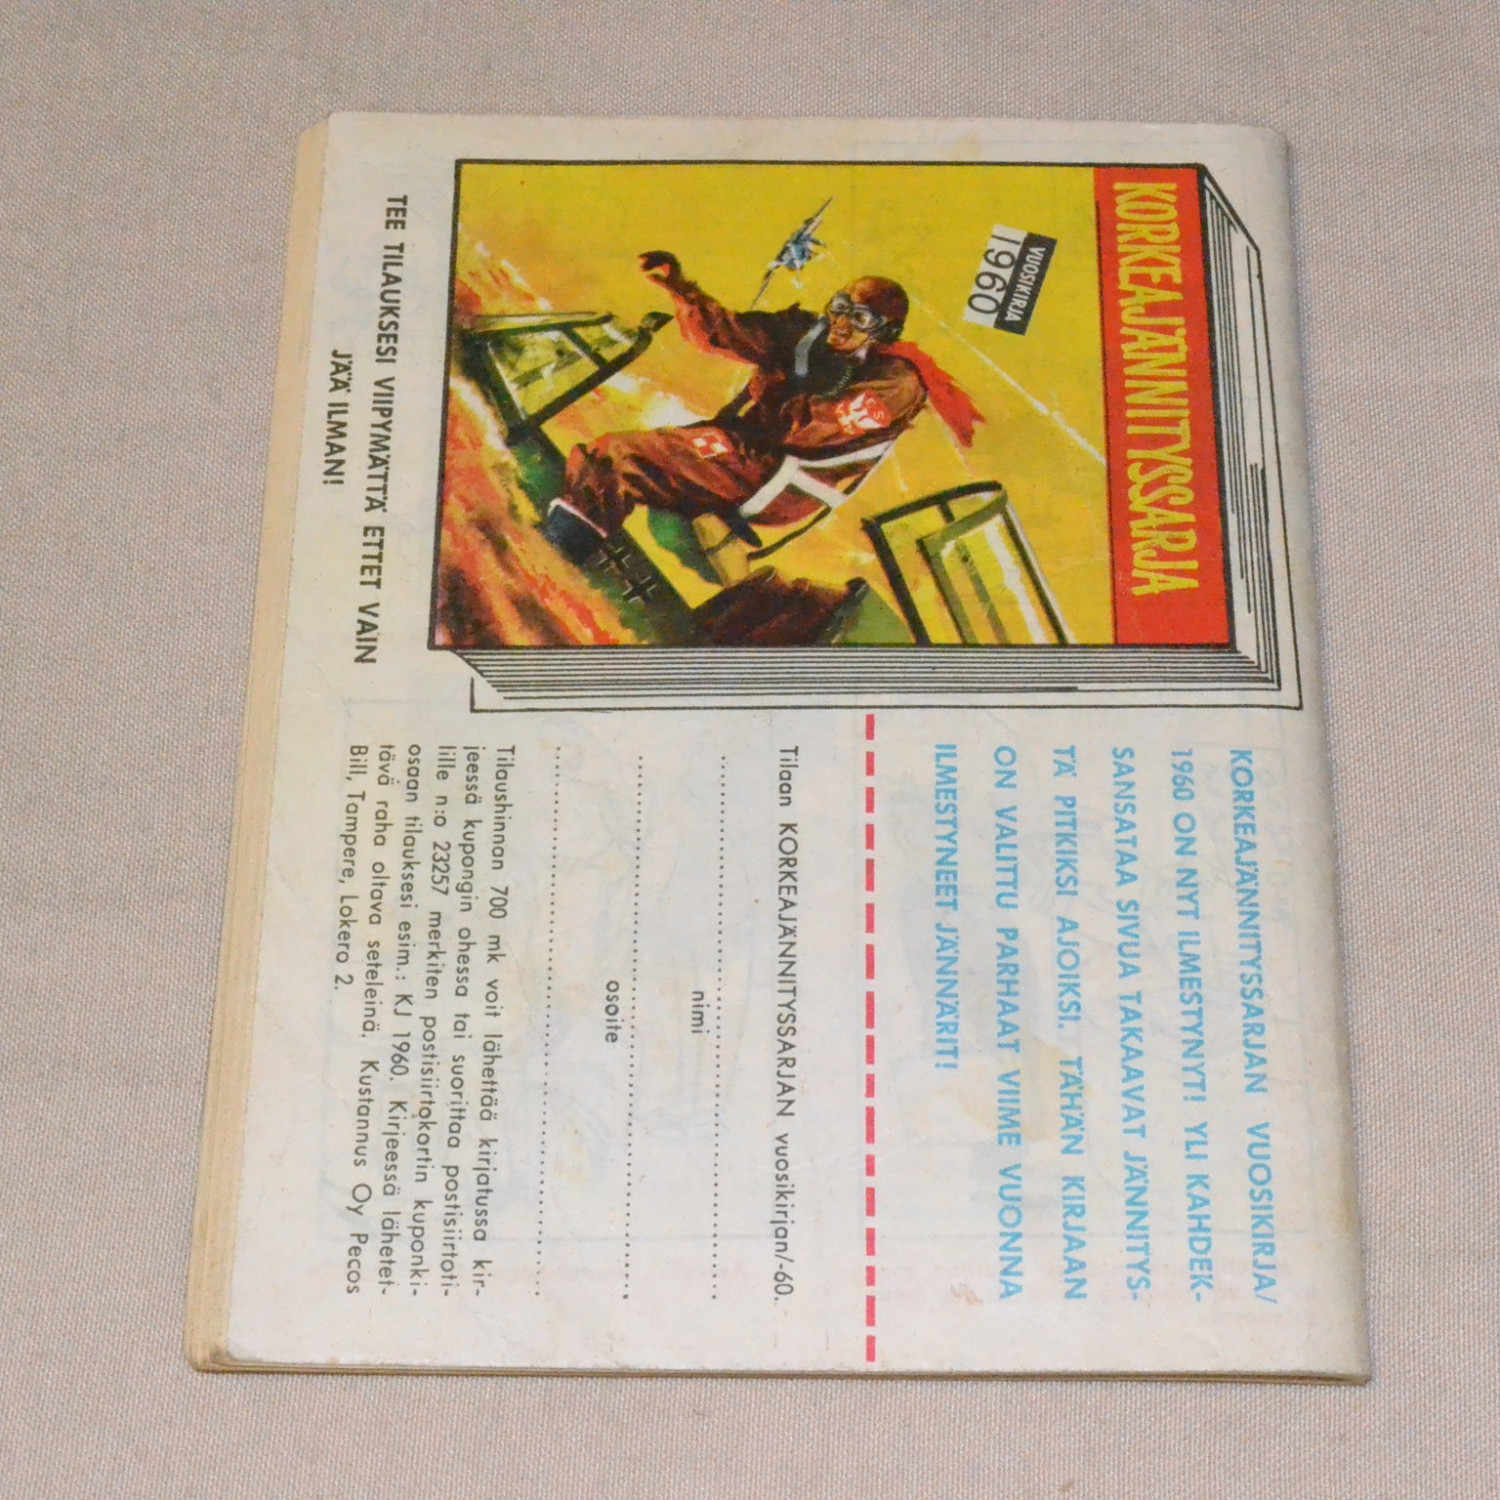 KORKEAJÄNNITYSSARJA
VUOSIKIRJA
1960
TEE TILAUKSESI VIIPYMÄTTÄ ETTET VAIN
JÄÄ ILMAN!
KORKEAJÄNNITYSSARJAN VUOSIKIRJA/
1960 ON NYT ILMESTYNYT! YLI KAHDEK-
SANSATAA SIVUA TAKAAVAT JÄNNITYS-
TÄ PITKIKSI AJOIKSI. TÄHÄN KIRJAAN
ON VALITTU PARHAAT VIIME VUONNA
ILMESTYNEET JÄNNÄRIT!
Tilaan KORKEAJÄNNITYSSARJAN vuosikirjan/-60.
nimi
osoite
Tilaushinnan 700 mk voit lähettää kirjatussa kir-
jeessä kupongin ohessa tai suorittaa postisiirtoti-
lille n:o 23257 merkiten postisiirtokortin kuponki-
osaan tilauksesi esim.: KJ 1960. Kirjeessä lähetet-
tävä raha oltava seteleinä. Kustannus Oy Pecos
Bill, Tampere, Lokero 2.